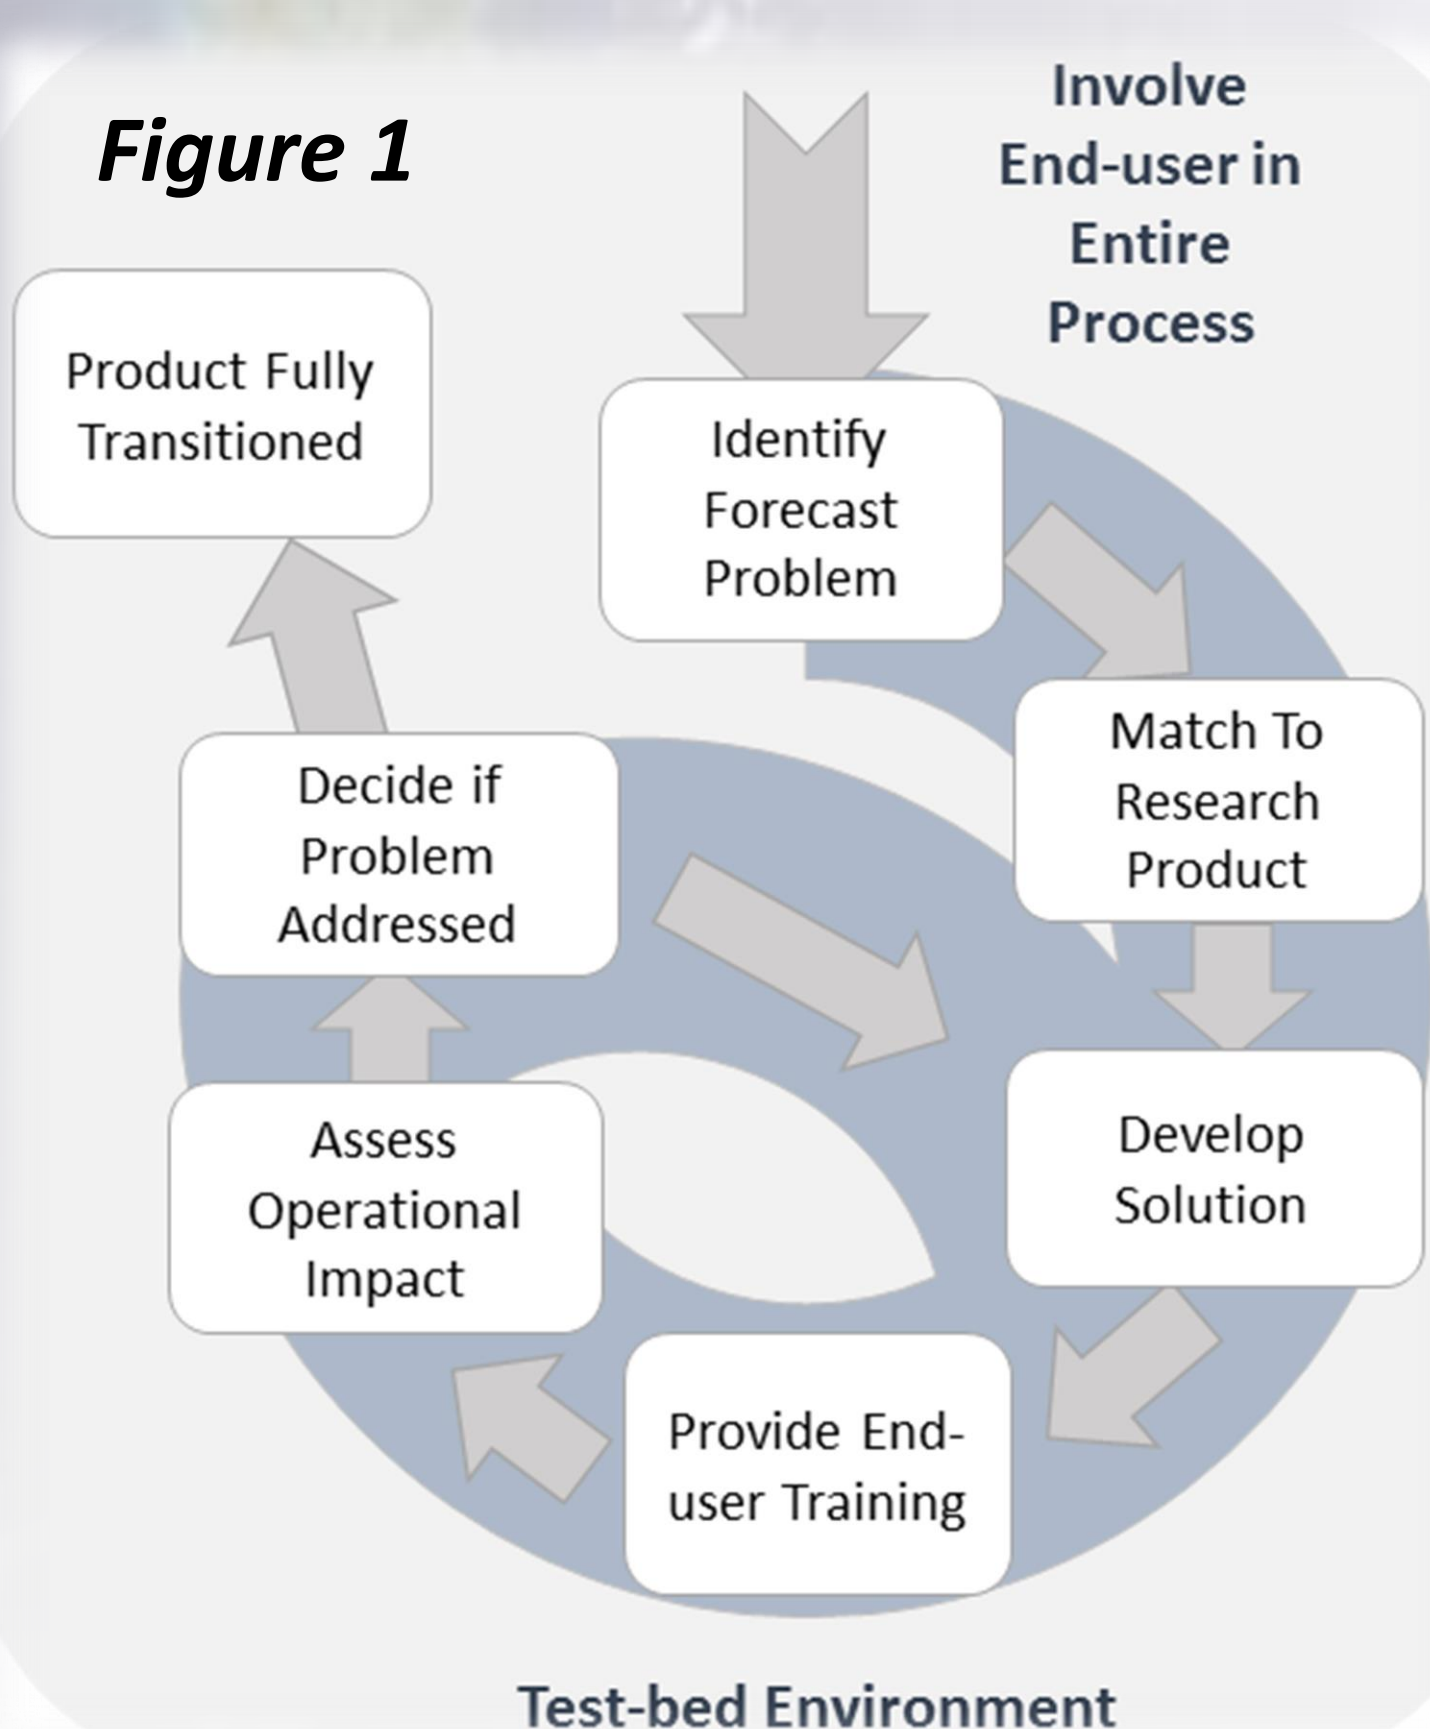 Figure 1
Involve
End-user in
Entire
Process
Product Fully
Transitioned
Identify
Forecast
Problem
Match To
Research
Product
Decide if
Problem
Addressed
Develop
Solution
Assess
Operational
Impact
Provide End-
user Training
Test-bed Environment